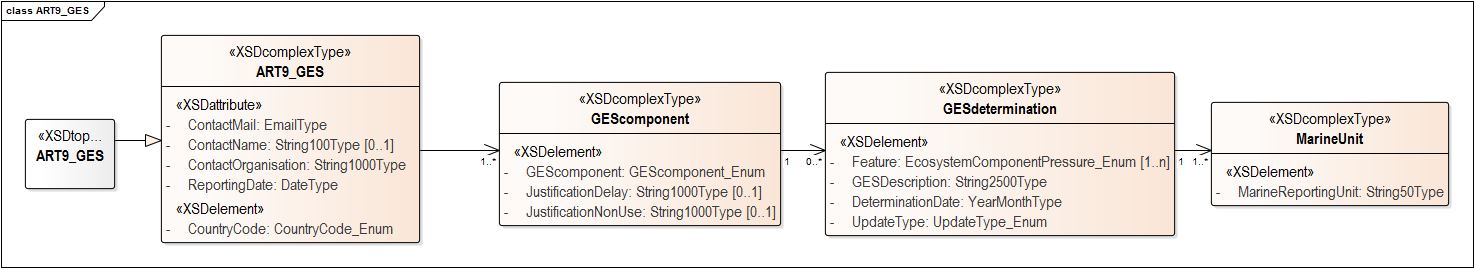 class ART9_GES
«XSDtop...
ART9_GES
«XSDcomplexType»
ART9_GES
«XSDattribute»
- ContactMail: EmailType
- ContactName: String100Type [0..1]
- ContactOrganisation: String1000Type
- ReportingDate: DateType
«XSDelement»
- CountryCode: CountryCode_Enum
1..*
«XSDcomplexType»
GEScomponent
«XSDelement»
- GEScomponent: GEScomponent_Enum
- JustificationDelay: String1000Type [0..1]
- JustificationNonUse: String1000Type [0..1]
1
0..*
«XSDcomplexType»
GESdetermination
«XSDelement»
- Feature: EcosystemComponentPressure_Enum [1..n]
- GESDescription: String2500Type
- DeterminationDate: YearMonthType
- UpdateType: UpdateType_Enum
1
1..*
«XSDcomplexType»
MarineUnit
«XSDelement»
- MarineReportingUnit: String50Type